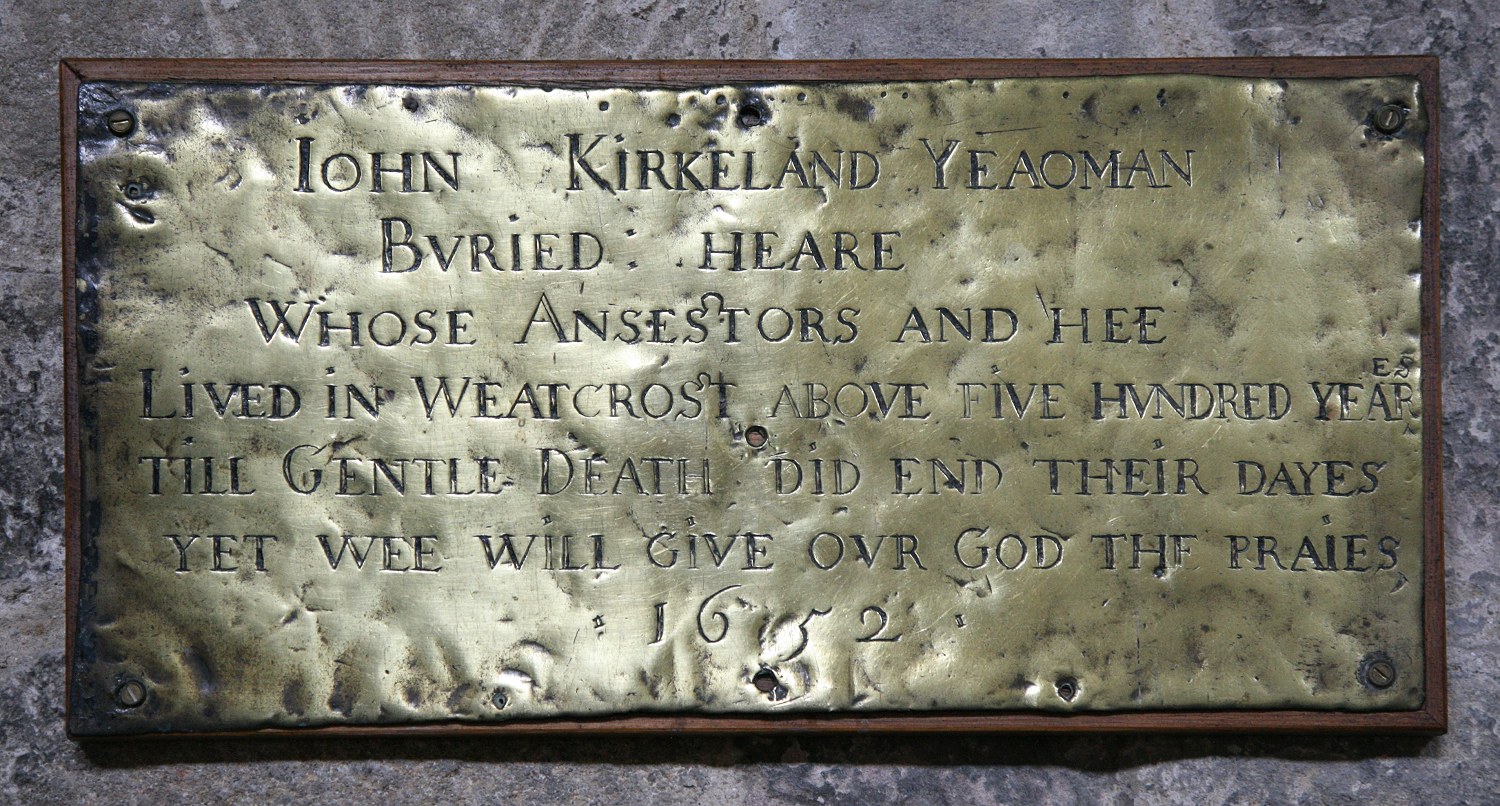 IOHN KIRKELAND YEAOMAN
BVRIED : HEARE
WHOSE ANSESTORS AND HEE
LIVED IN WEATCROST ABOVE FIVE HVNDRED YEARES
TILL GENTLE DEATH DID END THEIR DAYES
YET WEE WILL GIVE OVR GOD THE PRAIES
: 1652 :